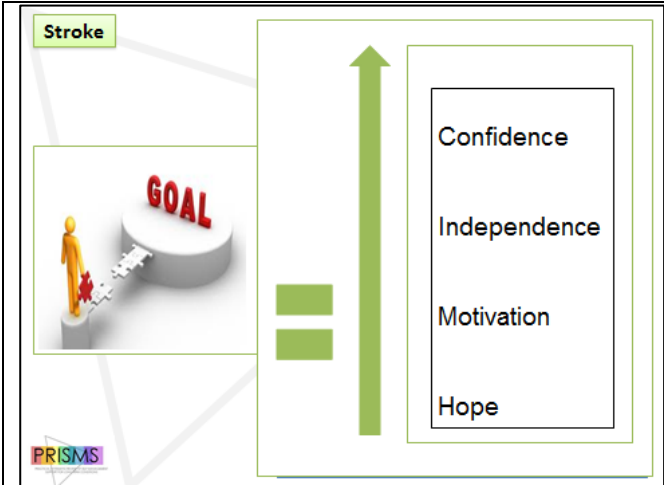 Stroke
GOAL
Confidence
Independence
Motivation
Hope
PRISMS